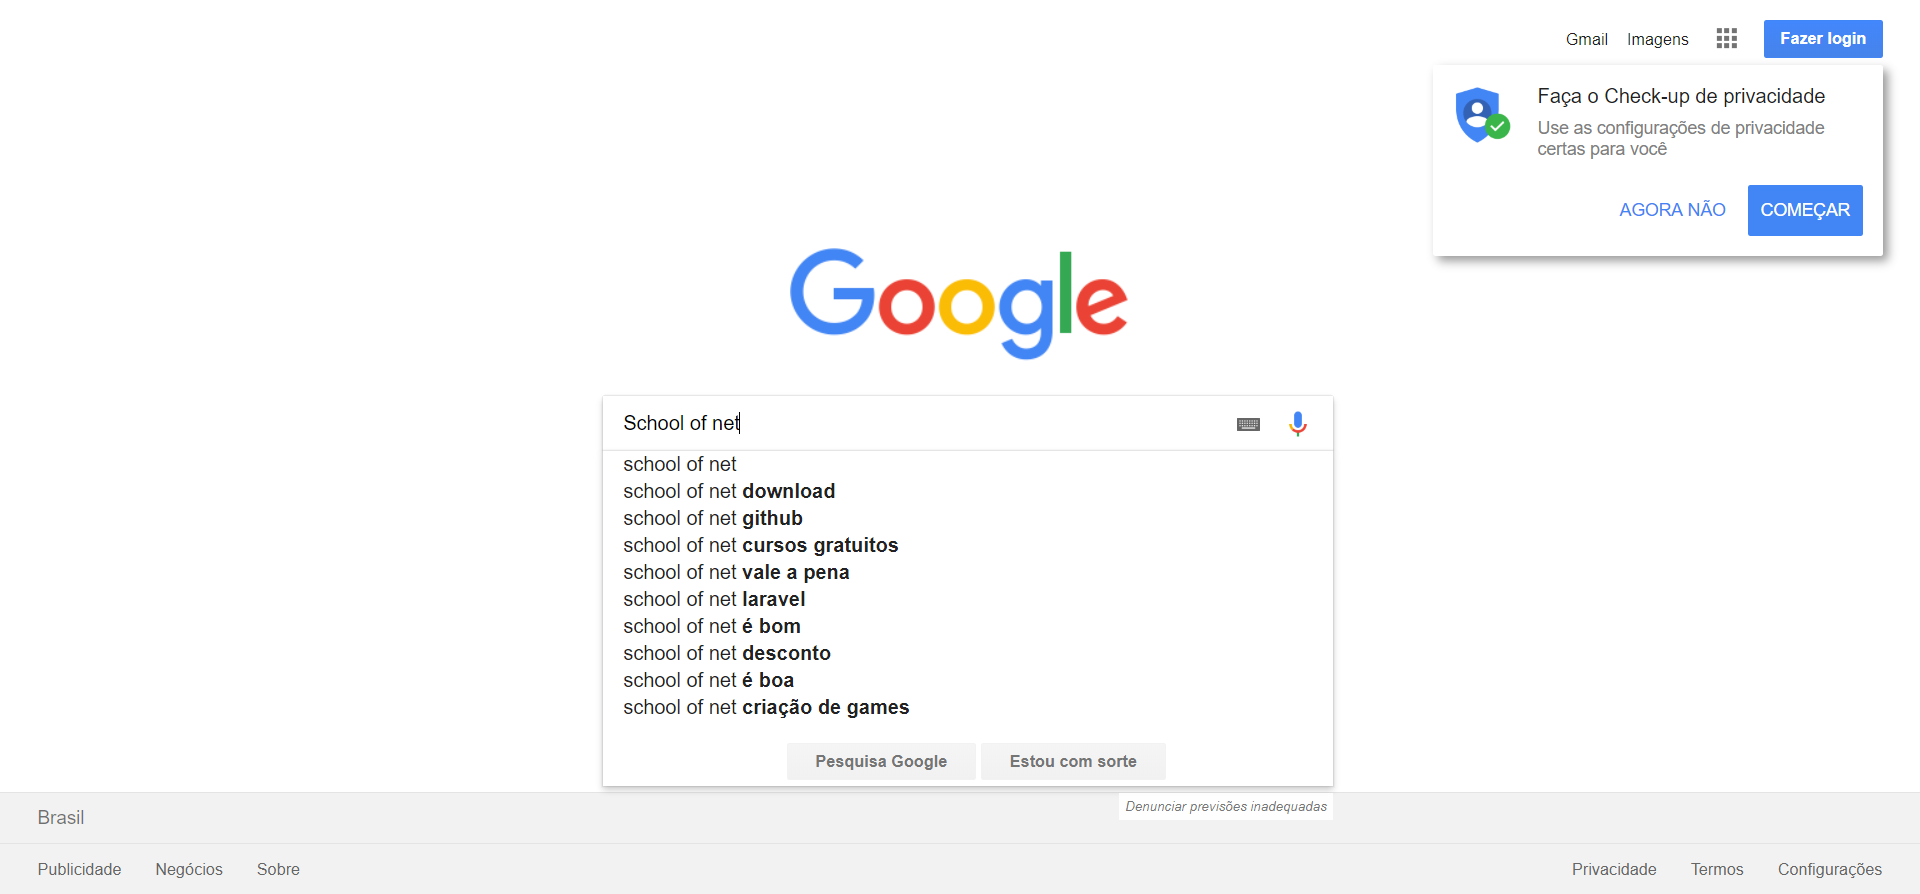 Gmail Imagens Fazer login
Faça o Check-up de privacidade
Use as configurações de privacidade
certas para você
AGORA NÃO COMEÇAR
Google
School of net
school of net
school of net download
school of net github
school of net cursos gratuitos
school of net vale a pena
school of net laravel
school of net é bom
school of net desconto
school of net é boa
school of net criação de games
Pesquisa Google Estou com sorte
Denunciar previsões inadequadas
Brasil
Publicidade Negócios Sobre Privacidade Termos Configurações